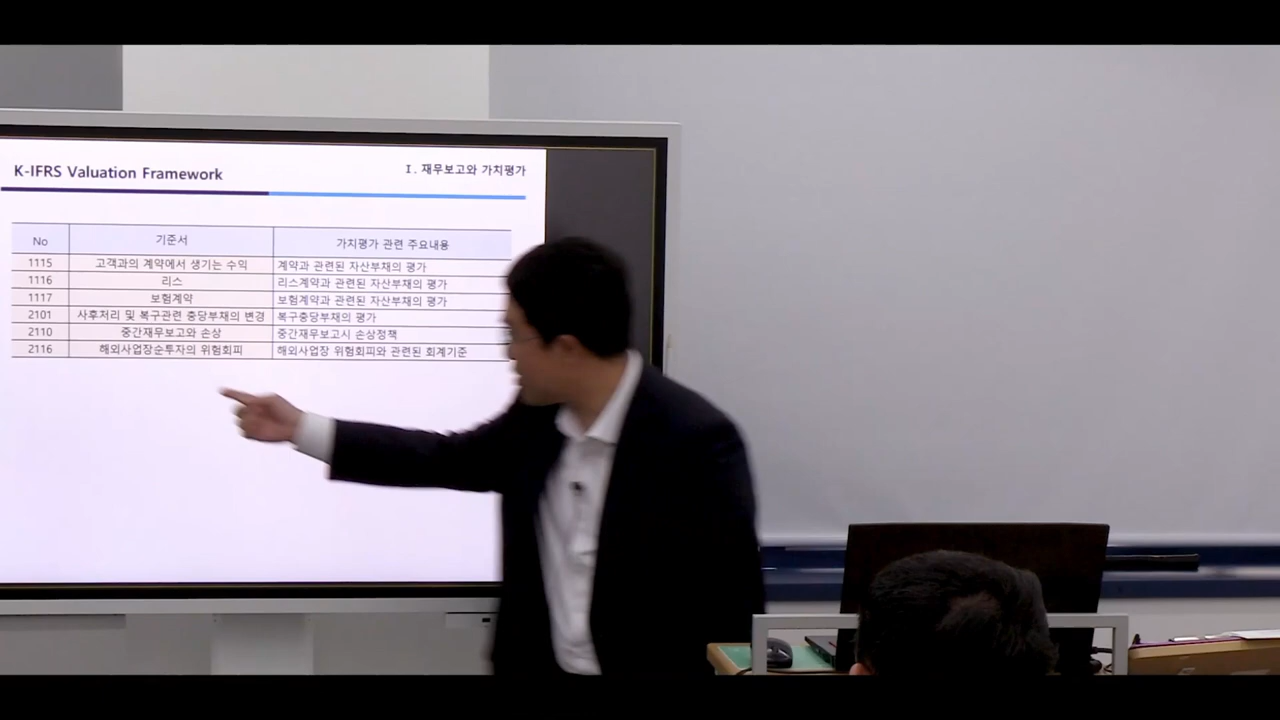 K-IFRS Valuation Framework
Ⅰ. 재무보고와 가치평가
No 기준서 가치평가 관련 주요내용
1115 고객과의 계약에서 생기는 수익 계약과 관련된 자산부채의 평가
1116 리스 리스계약과 관련된 자산부채의 평가
1117 보험계약 보험계약과 관련된 자산부채의 평가
2101 사후처리 및 복구관련 충당부채의 변경 복구충당부채의 평가
2110 중간재무보고와 손상 중간재무보고시 손상정책
2116 해외사업장순투자의 위험회피 해외사업장 위험회피와 관련된 회계기준